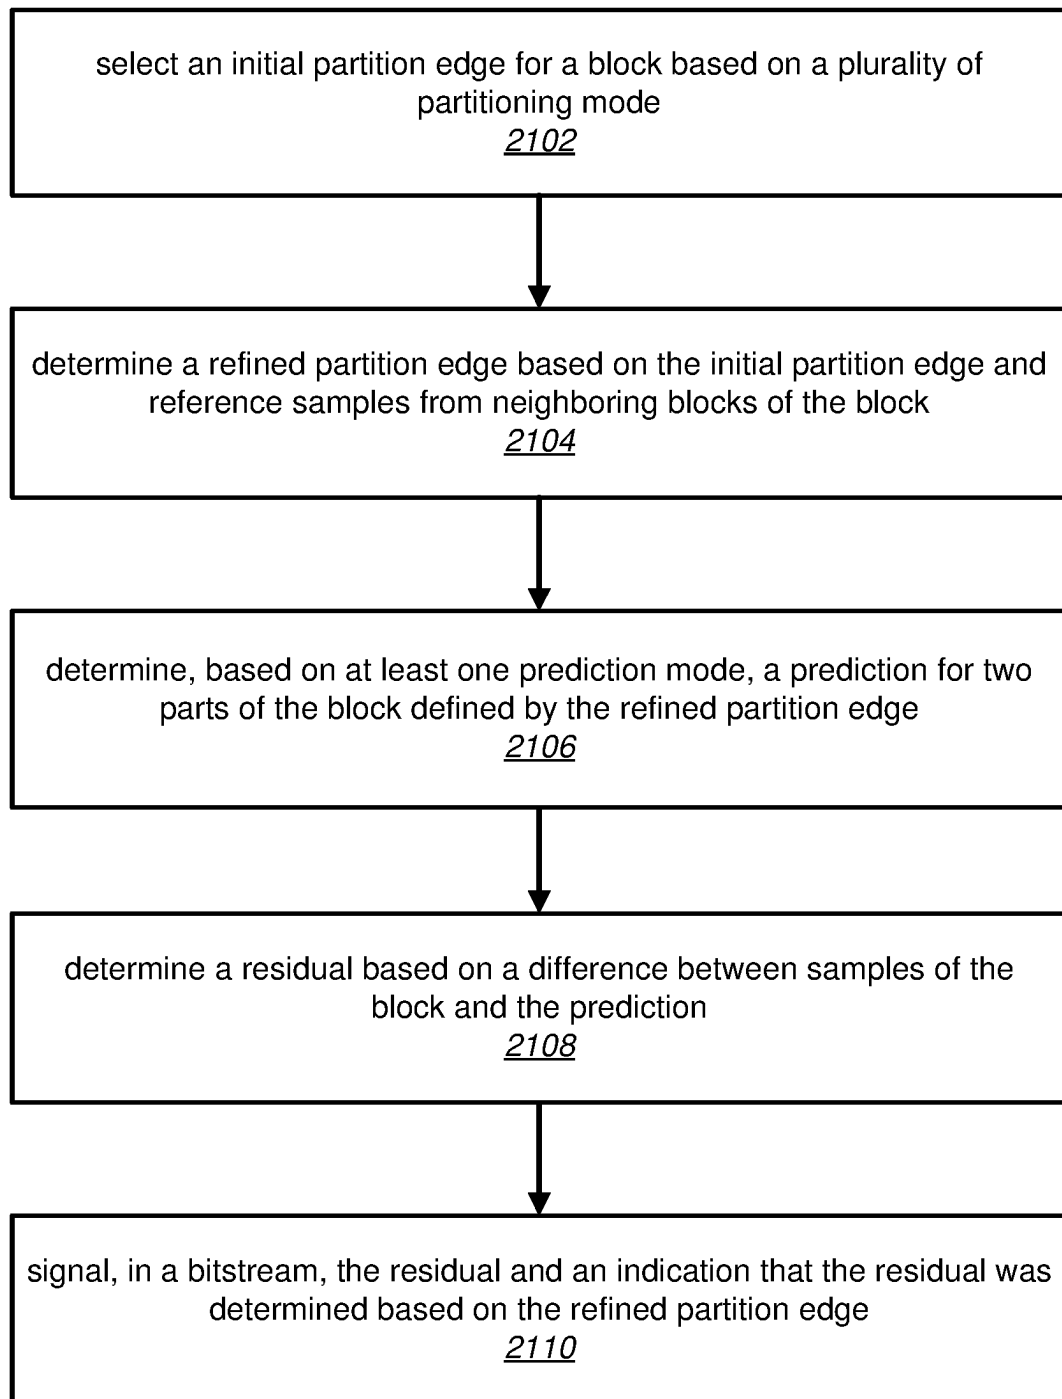 select an initial partition edge for a block based on a plurality of
partitioning mode
2102
determine a refined partition edge based on the initial partition edge and
reference samples from neighboring blocks of the block
2104
determine, based on at least one prediction mode, a prediction for two
parts of the block defined by the refined partition edge
2106
determine a residual based on a difference between samples of the
block and the prediction
2108
signal, in a bitstream, the residual and an indication that the residual was
determined based on the refined partition edge
2110